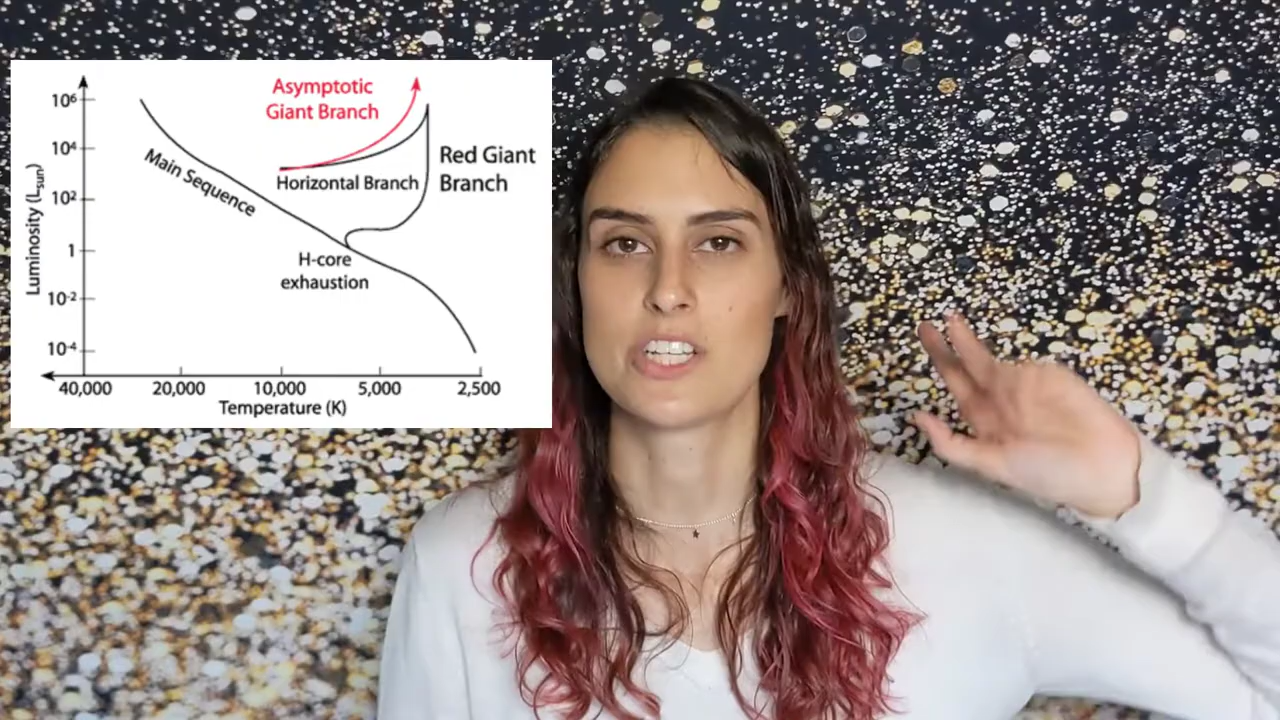 Asymptotic
Giant Branch
10⁶
10⁴
10²
1
10⁻²
10⁻⁴
Luminosity (Lsun)
Main Sequence
Horizontal Branch
Red Giant
Branch
H-core
exhaustion
40,000
20,000
10,000
5,000
2,500
Temperature (K)